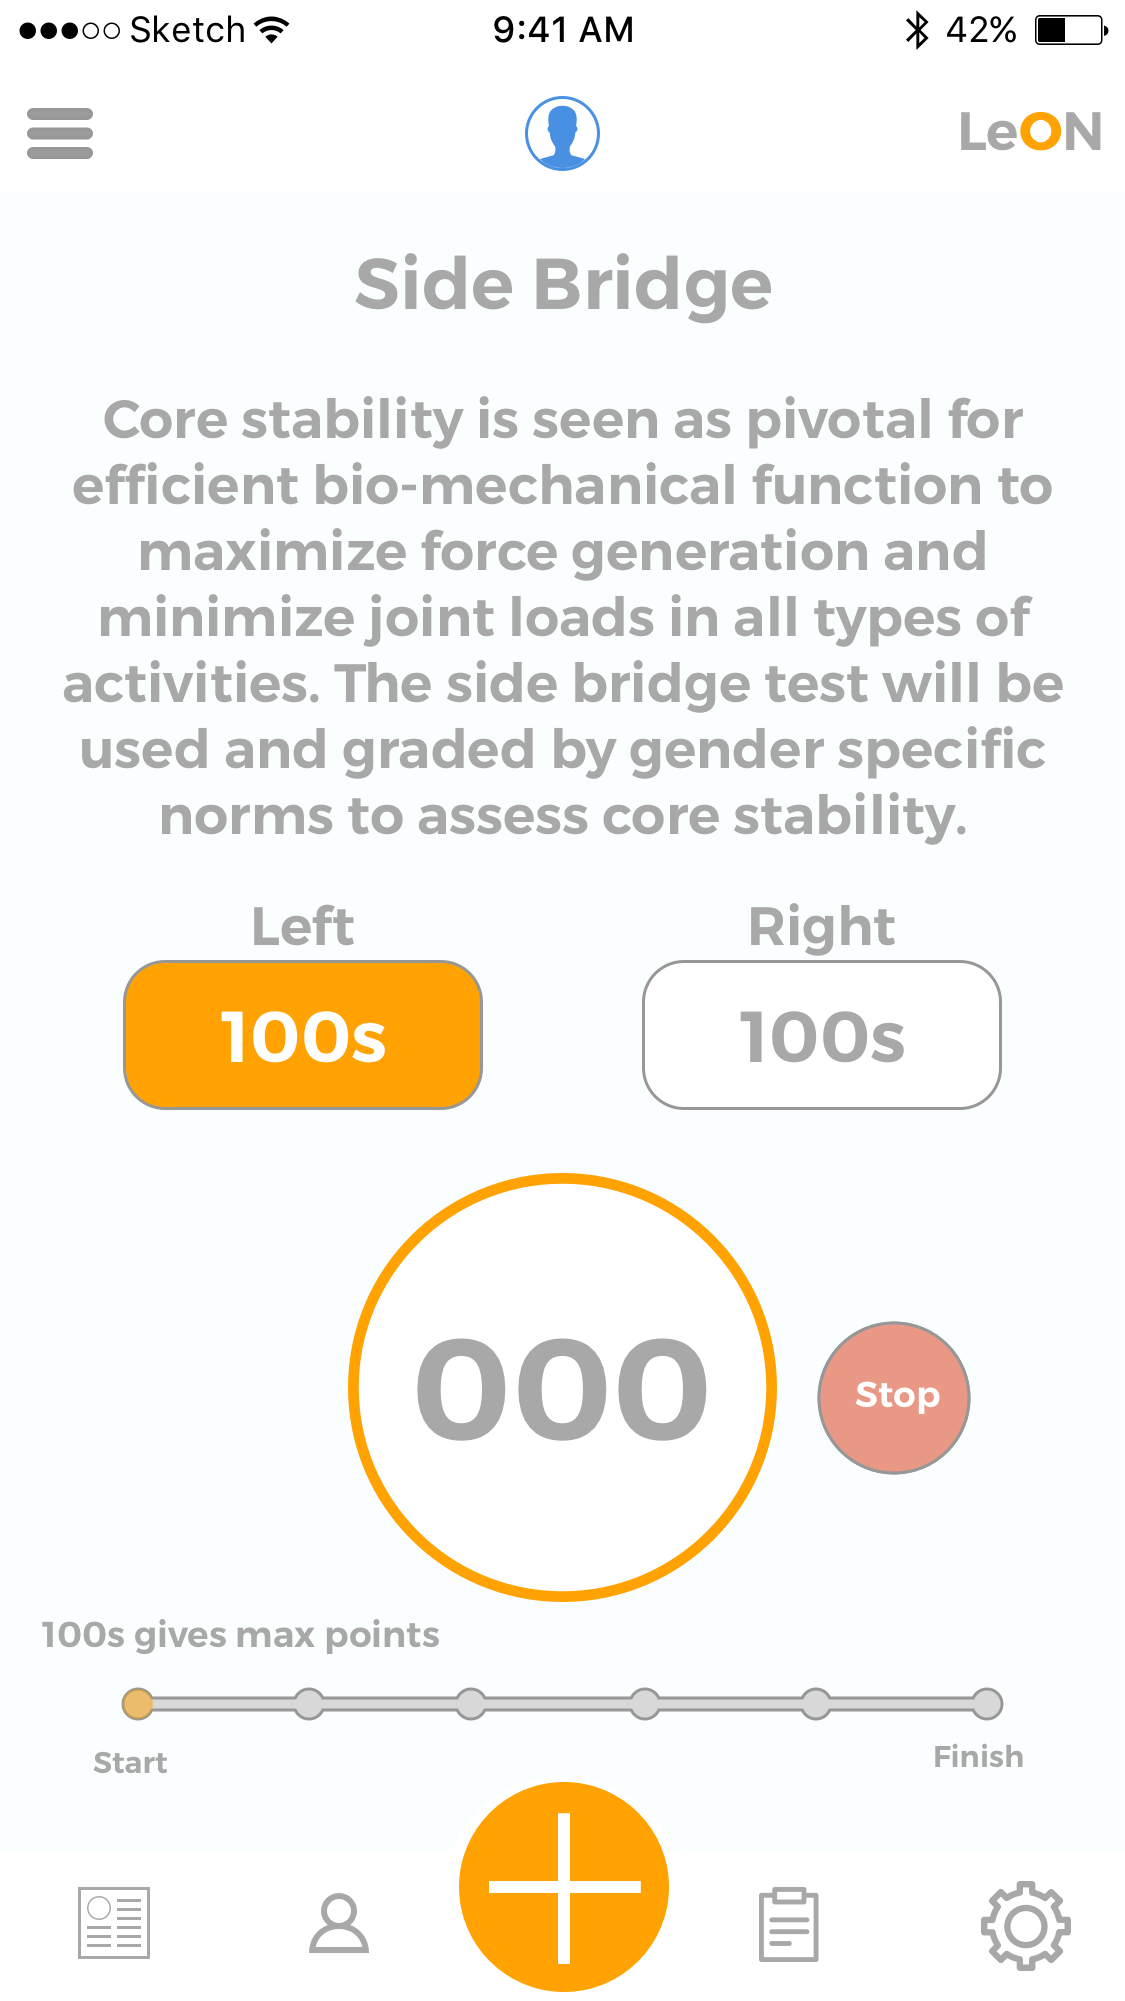 Sketch 9:41 AM 42%
LeON
Side Bridge
Core stability is seen as pivotal for
efficient bio-mechanical function to
maximize force generation and
minimize joint loads in all types of
activities. The side bridge test will be
used and graded by gender specific
norms to assess core stability.
Left Right
100s 100s
000
Stop
100s gives max points
Start Finish